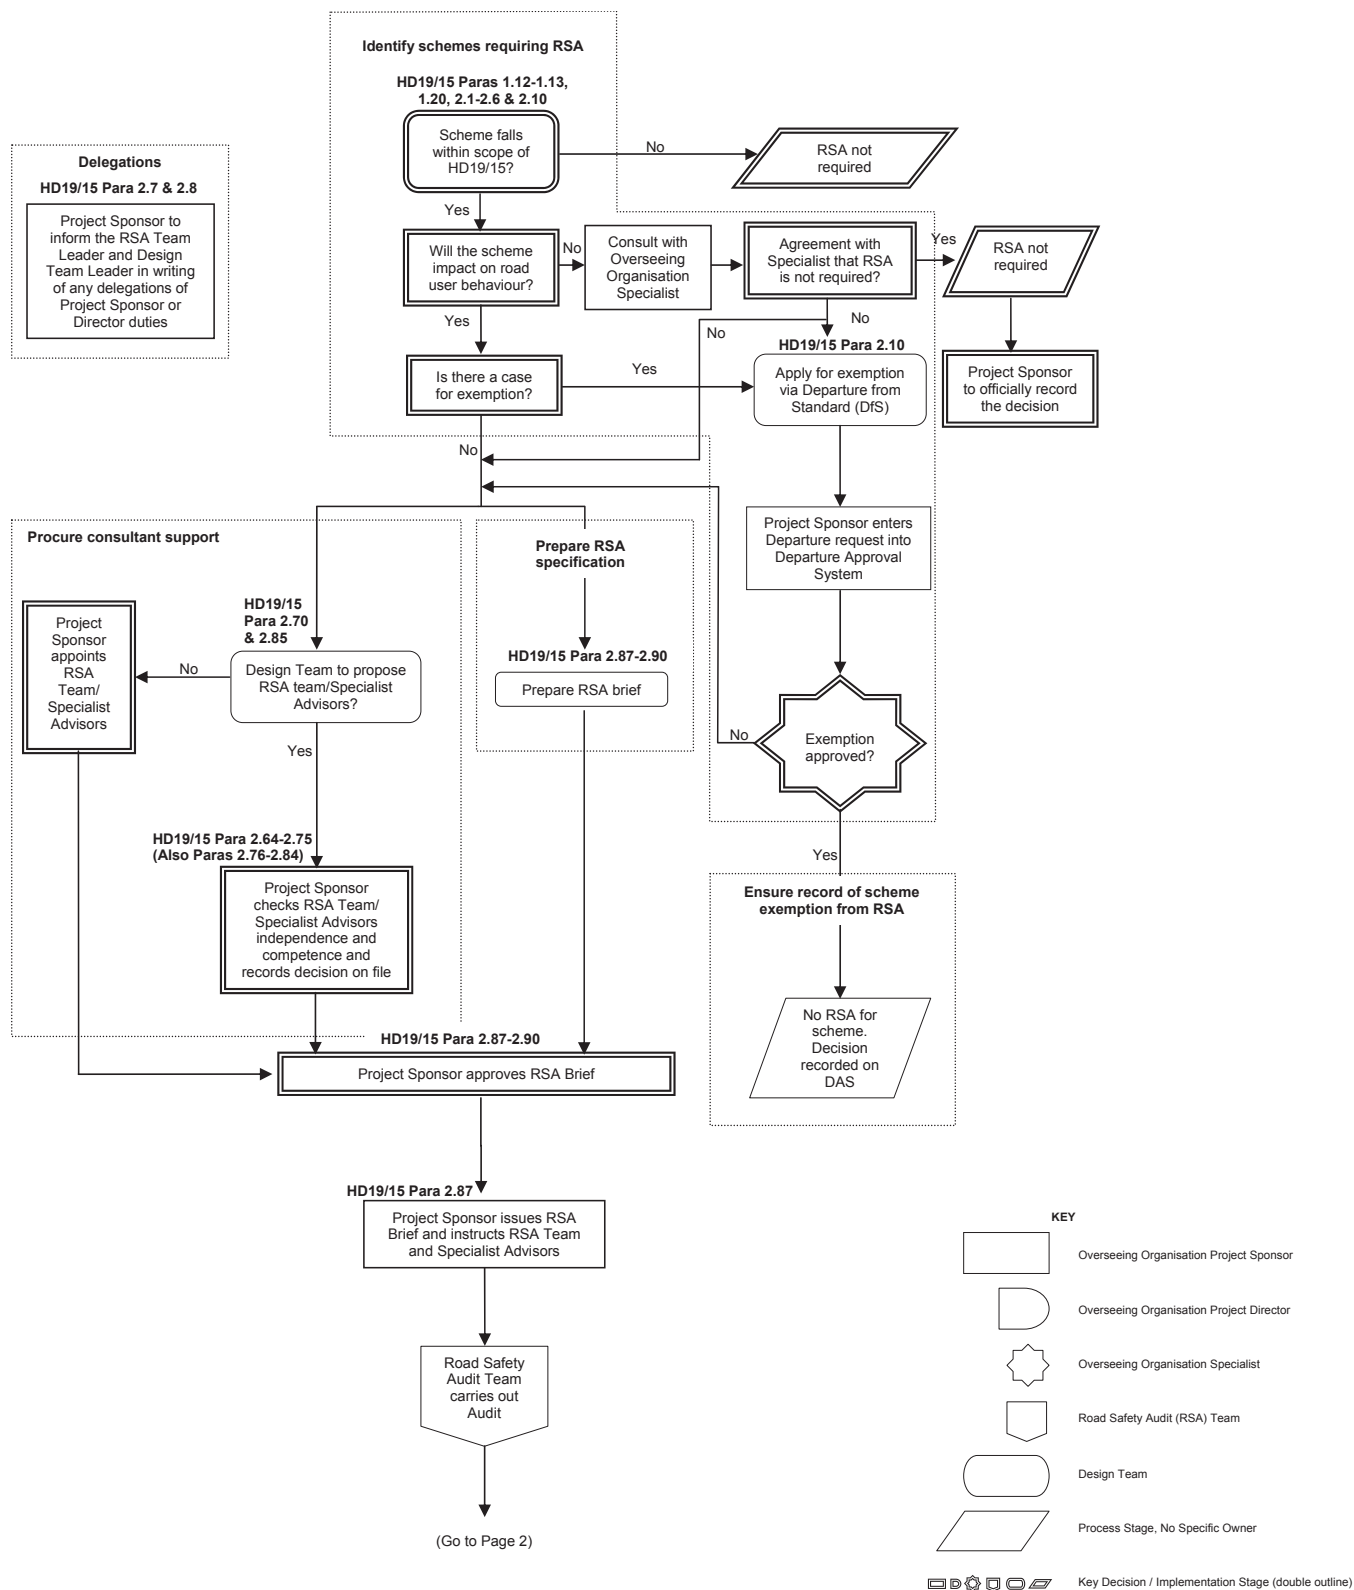 Identify schemes requiring RSA
HD19/15 Paras 1.12-1.13,
1.20, 2.1-2.6 & 2.10
Scheme falls
within scope of
HD19/15?
No
RSA not
required
Delegations
HD19/15 Para 2.7 & 2.8
Project Sponsor to
inform the RSA Team
Leader and Design
Team Leader in writing
of any delegations of
Project Sponsor or
Director duties
Yes
Will the scheme
impact on road
user behaviour?
No
Consult with
Overseeing
Organisation
Specialist
Agreement with
Specialist that RSA
is not required?
Yes
RSA not
required
Yes
No
No
HD19/15 Para 2.10
Is there a case
for exemption?
Yes
Apply for exemption
via Departure from
Standard (DfS)
Project Sponsor
to officially record
the decision
No
Project Sponsor enters
Departure request into
Departure Approval
System
Procure consultant support
Prepare RSA
specification
HD19/15
Para 2.70
& 2.85
Project
Sponsor
appoints
RSA
Team/
Specialist
Advisors
No
Design Team to propose
RSA team/Specialist
Advisors?
HD19/15 Para 2.87-2.90
Prepare RSA brief
Yes
No
Exemption
approved?
HD19/15 Para 2.64-2.75
(Also Paras 2.76-2.84)
Yes
Project Sponsor
checks RSA Team/
Specialist Advisors
independence and
competence and
records decision on file
Ensure record of scheme
exemption from RSA
No RSA for
scheme.
Decision
recorded on
DAS
HD19/15 Para 2.87-2.90
Project Sponsor approves RSA Brief
HD19/15 Para 2.87
Project Sponsor issues RSA
Brief and instructs RSA Team
and Specialist Advisors
Road Safety
Audit Team
carries out
Audit
(Go to Page 2)
KEY
Overseeing Organisation Project Sponsor
Overseeing Organisation Project Director
Overseeing Organisation Specialist
Road Safety Audit (RSA) Team
Design Team
Process Stage, No Specific Owner
Key Decision / Implementation Stage (double outline)